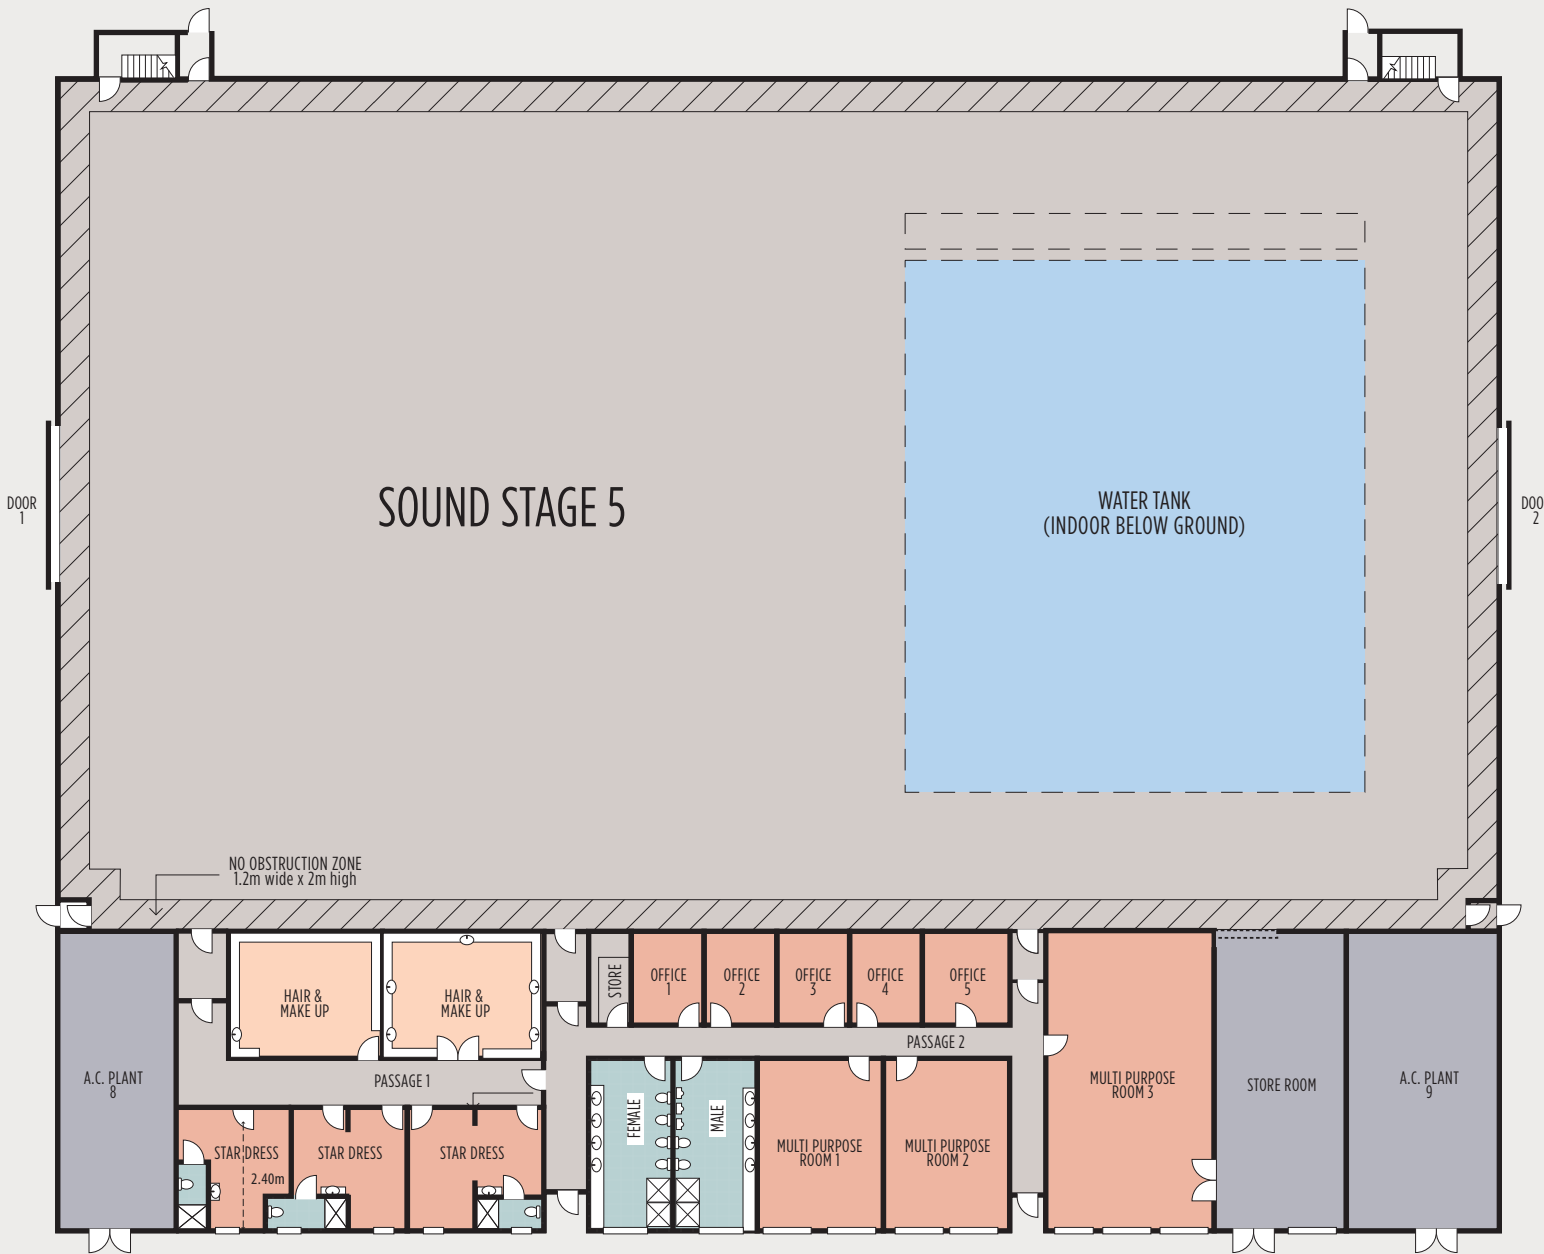 DOOR
1
SOUND STAGE 5
WATER TANK
(INDOOR BELOW GROUND)
DOO
2
NO OBSTRUCTION ZONE
1.2m wide x 2m high
A.C. PLANT
8
HAIR &
MAKE UP
HAIR &
MAKE UP
STORE
OFFICE
1
OFFICE
2
OFFICE
3
OFFICE
4
OFFICE
5
PASSAGE 1
PASSAGE 2
STAR DRESS
2.40m
STAR DRESS
STAR DRESS
FEMALE
MALE
MULTI PURPOSE
ROOM 1
MULTI PURPOSE
ROOM 2
MULTI PURPOSE
ROOM 3
STORE ROOM
A.C. PLANT
9